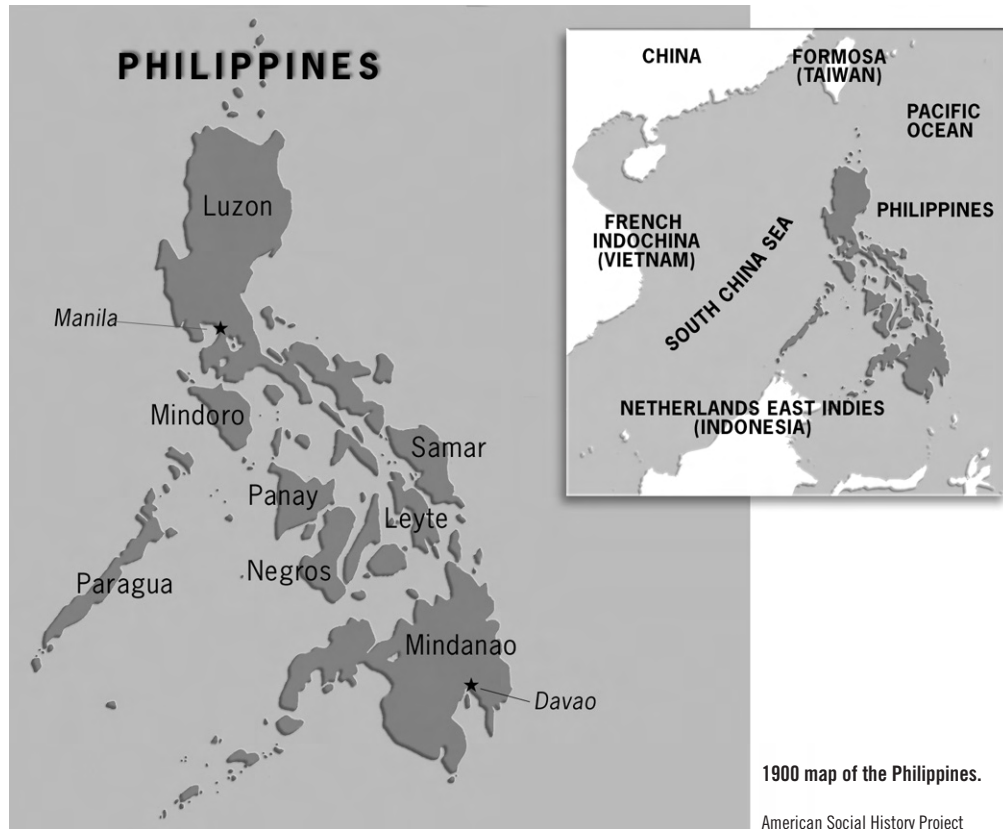 PHILIPPINES
Luzon
Manila
Mindoro
Samar
Panay
Leyte
Negros
Paragua
Mindanao
Davao
CHINA
FORMOSA
(TAIWAN)
PACIFIC
OCEAN
PHILIPPINES
FRENCH
INDOCHINA
(VIETNAM)
SOUTH CHINA SEA
NETHERLANDS EAST INDIES
(INDONESIA)
1900 map of the Philippines.
American Social History Project